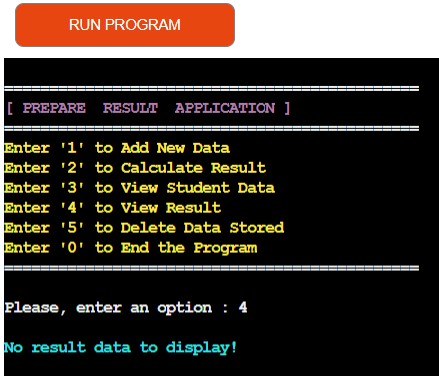 RUN PROGRAM
==============================================
[ PREPARE RESULT APPLICATION ]
==============================================
Enter '1' to Add New Data
Enter '2' to Calculate Result
Enter '3' to View Student Data
Enter '4' to View Result
Enter '5' to Delete Data Stored
Enter '0' to End the Program
==============================================
Please, enter an option : 4
No result data to display!